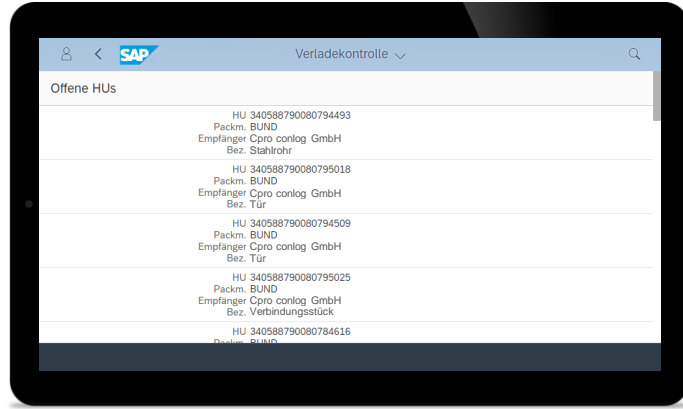 SAP
Verladekontrolle
Offene HUs
HU 340588790080794493
Packm. BUND
Empfänger Cpro conlog GmbH
Bez. Stahlrohr
HU 340588790080795018
Packm. BUND
Empfänger Cpro conlog GmbH
Bez. Tür
HU 340588790080794509
Packm. BUND
Empfänger Cpro conlog GmbH
Bez. Tür
HU 340588790080795025
Packm. BUND
Empfänger Cpro conlog GmbH
Bez. Verbindungsstück
HU 340588790080784616
Packm. BUND